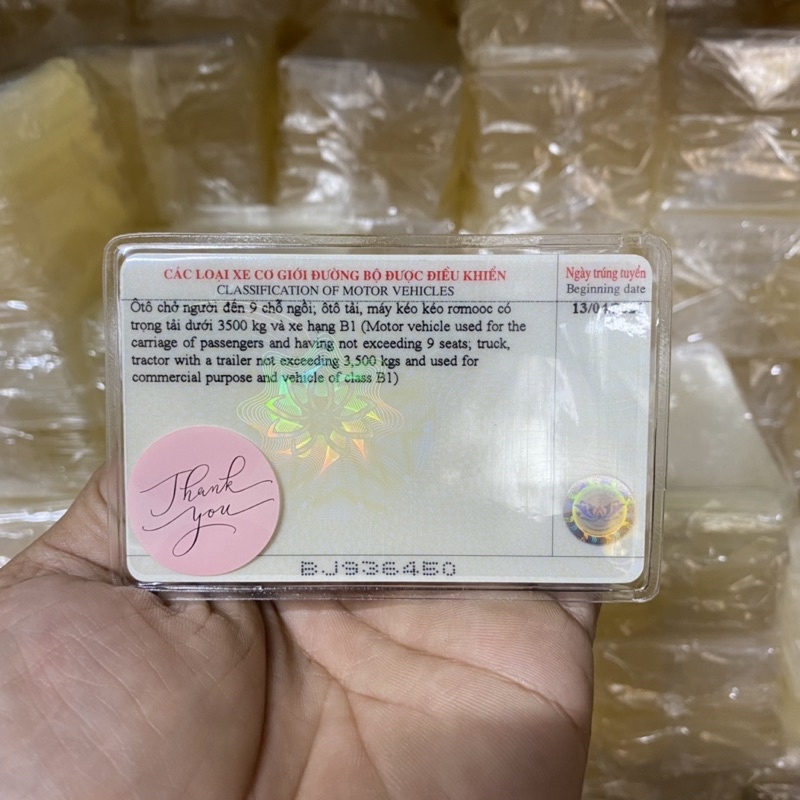 CÁC LOẠI XE CƠ GIỚI ĐƯỜNG BỘ ĐƯỢC ĐIỀU KHIỂN
CLASSIFICATION OF MOTOR VEHICLES
Ngày trúng tuyển
Beginning date
Ôtô chở người đến 9 chỗ ngồi; ôtô tải, máy kéo kéo rơmooc có
trọng tải dưới 3500 kg và xe hạng B1 (Motor vehicle used for the
carriage of passengers and having not exceeding 9 seats; truck,
tractor with a trailer not exceeding 3,500 kgs and used for
commercial purpose and vehicle of class B1)
Thank
you
BJ936450